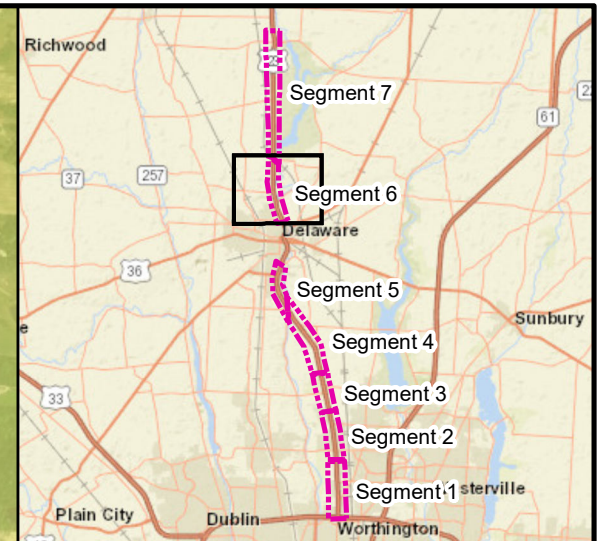 Richwood
Segment 7
61
37
257
Segment 6
Delaware
36
Segment 5
Sunbury
Segment 4
33
Segment 3
Segment 2
Segment 1
sterville
Plain City
Dublin
Worthington